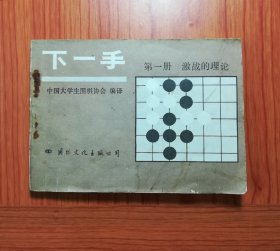 下一手
第一册 激战的理论
中国大学生围棋协会 编译
国际文化出版公司